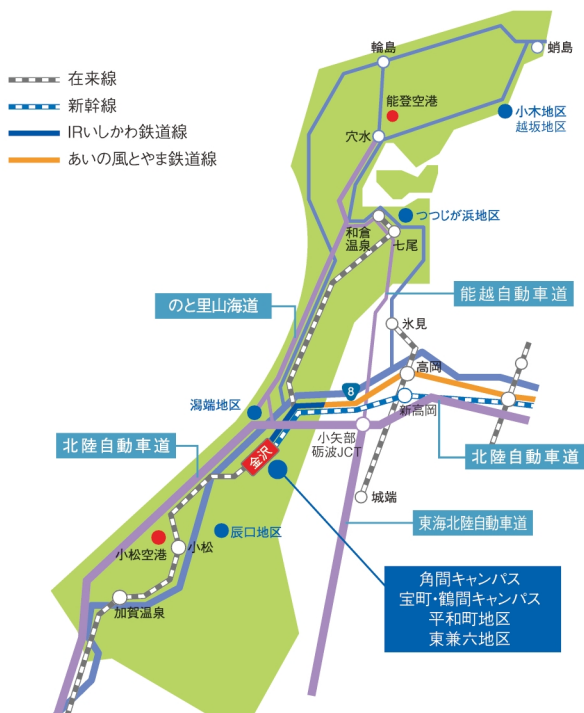 在来線
新幹線
IRいしかわ鉄道線
あいの風とやま鉄道線
輪島
蛸島
能登空港
小木地区
越坂地区
穴水
つつじが浜地区
和倉
温泉
七尾
能越自動車道
のと里山海道
氷見
高岡
8
潟端地区
新高岡
小矢部
砺波JCT
北陸自動車道
金沢
北陸自動車道
城端
辰口地区
東海北陸自動車道
小松空港
小松
加賀温泉
角間キャンパス
宝町・鶴間キャンパス
平和町地区
東兼六地区